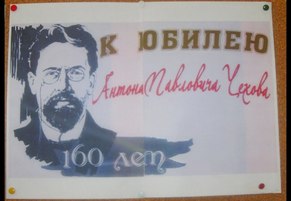 К ЮБИЛЕЮ
Антона Павловича Чехова
160 лет